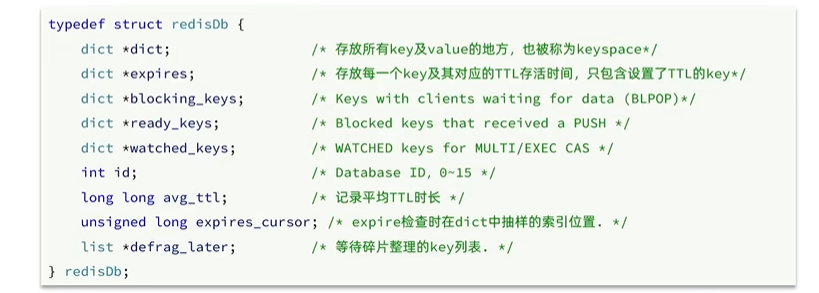 typedef struct redisDb {
    dict *dict;                 /* 存放所有key及value的地方，也被称为keyspace*/
    dict *expires;              /* 存放每一个key及其对应的TTL存活时间，只包含设置了TTL的key*/
    dict *blocking_keys;        /* Keys with clients waiting for data (BLPOP)*/
    dict *ready_keys;           /* Blocked keys that received a PUSH */
    dict *watched_keys;         /* WATCHED keys for MULTI/EXEC CAS */
    int id;                     /* Database ID，0~15 */
    long long avg_ttl;          /* 记录平均TTL时长 */
    unsigned long expires_cursor; /* expire检查时在dict中抽样的索引位置. */
    list *defrag_later;         /* 等待碎片整理的key列表. */
} redisDb;